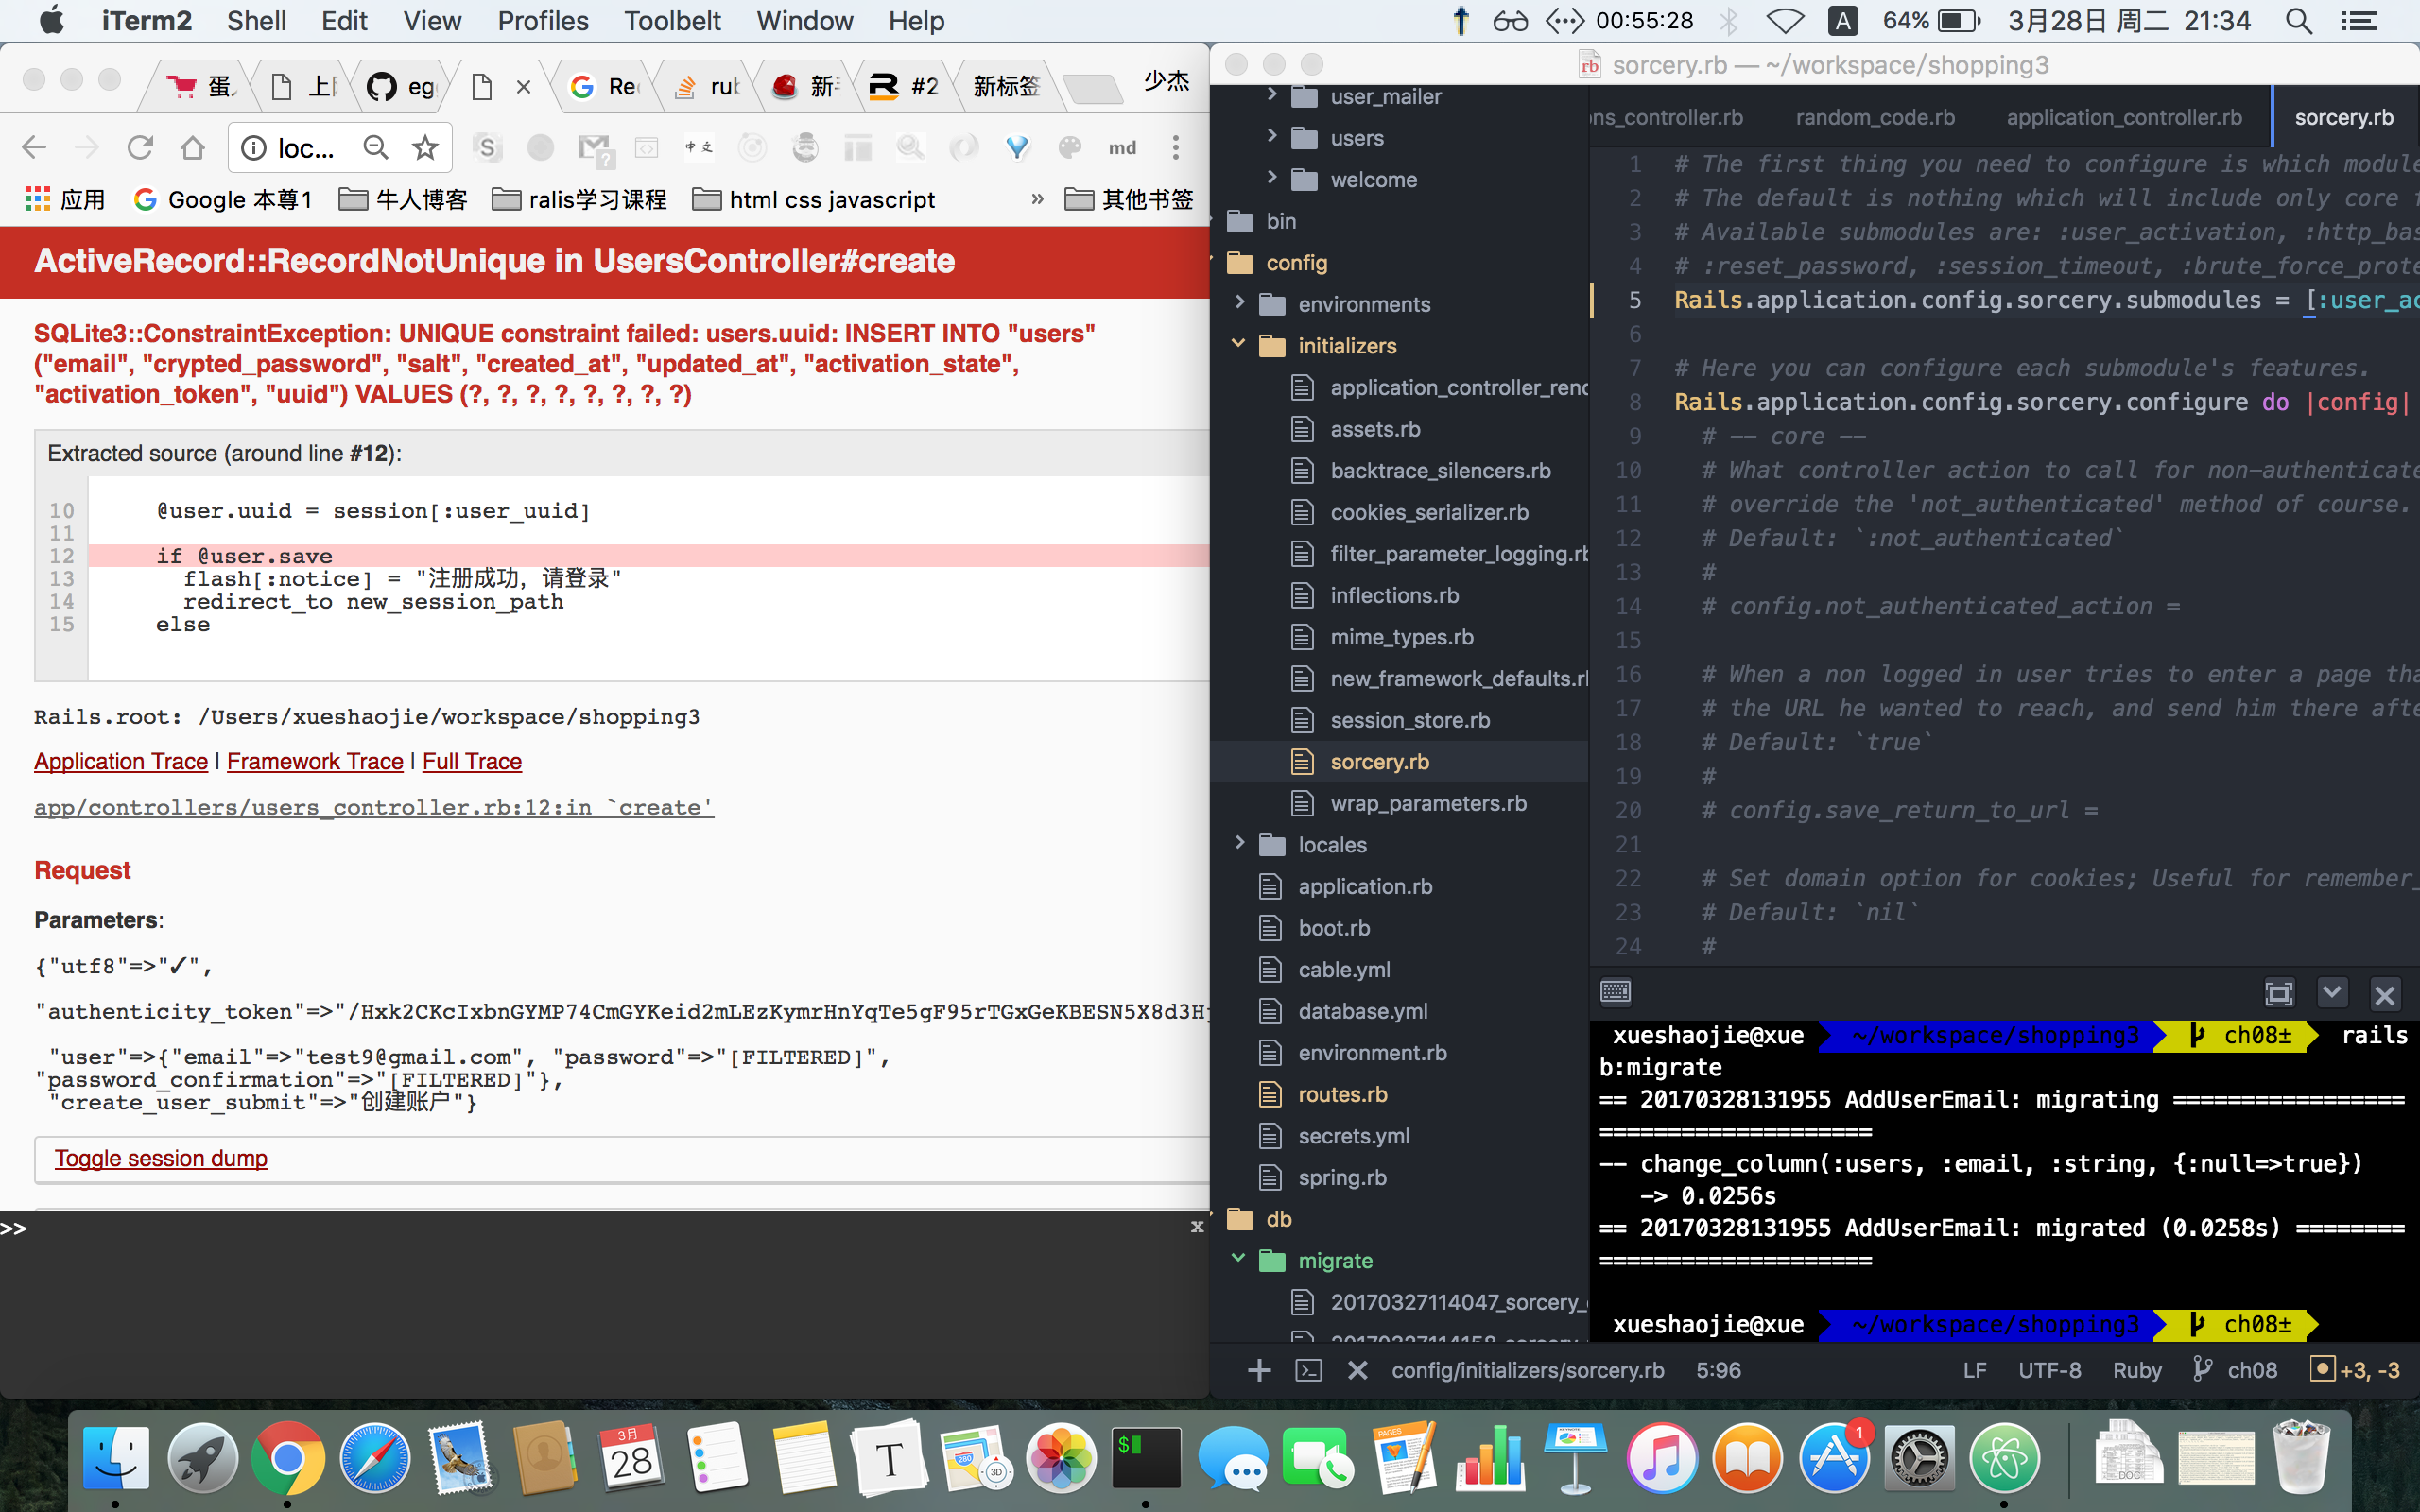 iTerm2 Shell Edit View Profiles Toolbelt Window Help 00:55:28 A 64% 3月28日 周二 21:34
蛋 上 eg Re rub 新 #2 新标签 少杰
loc... md
应用 Google 本尊1 牛人博客 ralis学习课程 html css javascript » 其他书签
ActiveRecord::RecordNotUnique in UsersController#create
SQLite3::ConstraintException: UNIQUE constraint failed: users.uuid: INSERT INTO "users"
("email", "crypted_password", "salt", "created_at", "updated_at", "activation_state",
"activation_token", "uuid") VALUES (?, ?, ?, ?, ?, ?, ?, ?)
Extracted source (around line #12):
10 @user.uuid = session[:user_uuid]
11
12 if @user.save
13 flash[:notice] = "注册成功，请登录"
14 redirect_to new_session_path
15 else
Rails.root: /Users/xueshaojie/workspace/shopping3
Application Trace | Framework Trace | Full Trace
app/controllers/users_controller.rb:12:in `create'
Request
Parameters:
{"utf8"=>"✓",
"authenticity_token"=>"/Hxk2CKcIxbnGYMP74CmGYKeid2mLEzKymrHnYqTe5gF95rTGxGeKBESN5X8d3H
"user"=>{"email"=>"test9@gmail.com", "password"=>"[FILTERED]",
"password_confirmation"=>"[FILTERED]"},
"create_user_submit"=>"创建账户"}
Toggle session dump
>> x
sorcery.rb — ~/workspace/shopping3
user_mailer
users
welcome
bin
config
environments
initializers
application_controller_rend
assets.rb
backtrace_silencers.rb
cookies_serializer.rb
filter_parameter_logging.rb
inflections.rb
mime_types.rb
new_framework_defaults.r
session_store.rb
sorcery.rb
wrap_parameters.rb
locales
application.rb
boot.rb
cable.yml
database.yml
environment.rb
routes.rb
secrets.yml
spring.rb
db
migrate
20170327114047_sorcery_
ons_controller.rb random_code.rb application_controller.rb sorcery.rb
1 # The first thing you need to configure is which module
2 # The default is nothing which will include only core f
3 # Available submodules are: :user_activation, :http_bas
4 # :reset_password, :session_timeout, :brute_force_prote
5 Rails.application.config.sorcery.submodules = [:user_ac
6
7 # Here you can configure each submodule's features.
8 Rails.application.config.sorcery.configure do |config|
9 # -- core --
10 # What controller action to call for non-authenticate
11 # override the 'not_authenticated' method of course.
12 # Default: `:not_authenticated`
13 #
14 # config.not_authenticated_action =
15
16 # When a non logged in user tries to enter a page tha
17 # the URL he wanted to reach, and send him there afte
18 # Default: `true`
19 #
20 # config.save_return_to_url =
21
22 # Set domain option for cookies; Useful for remember_
23 # Default: `nil`
24 #
xueshaojie@xue ~/workspace/shopping3 ch08± rails
b:migrate
== 20170328131955 AddUserEmail: migrating =================
====================
-- change_column(:users, :email, :string, {:null=>true})
-> 0.0256s
== 20170328131955 AddUserEmail: migrated (0.0258s) ========
====================
xueshaojie@xue ~/workspace/shopping3 ch08±
config/initializers/sorcery.rb 5:96 LF UTF-8 Ruby ch08 +3, -3
3月 28 T 280 3D $ PAGES 1 DOC